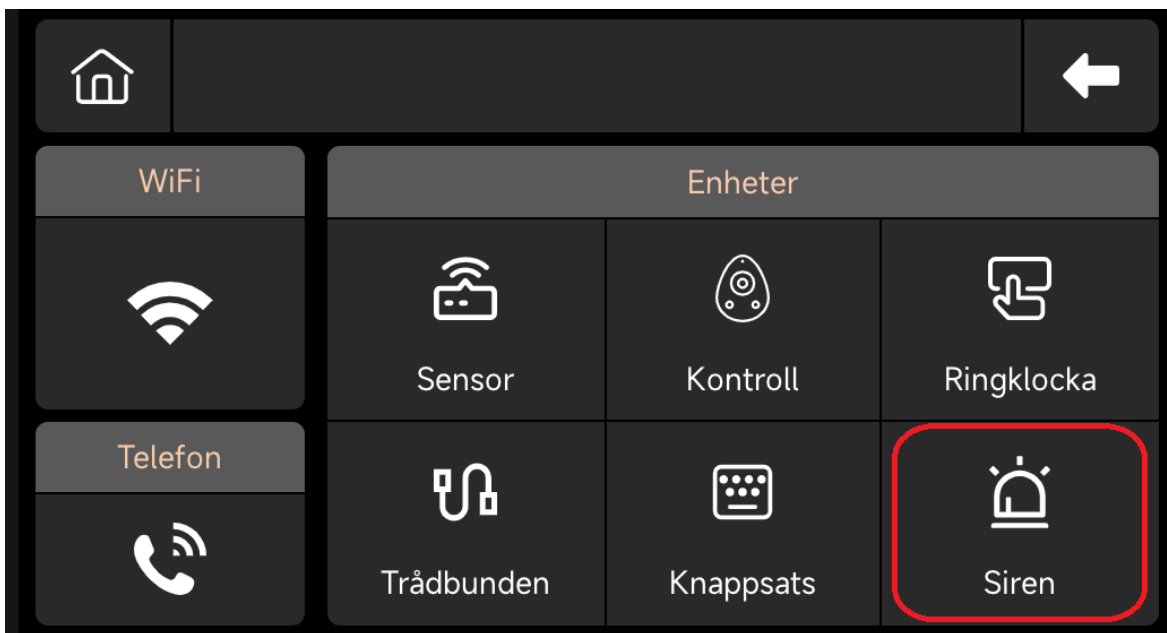 WiFi
Enheter
Sensor
Kontroll
Ringklocka
Telefon
Trådbunden
Knappsats
Siren